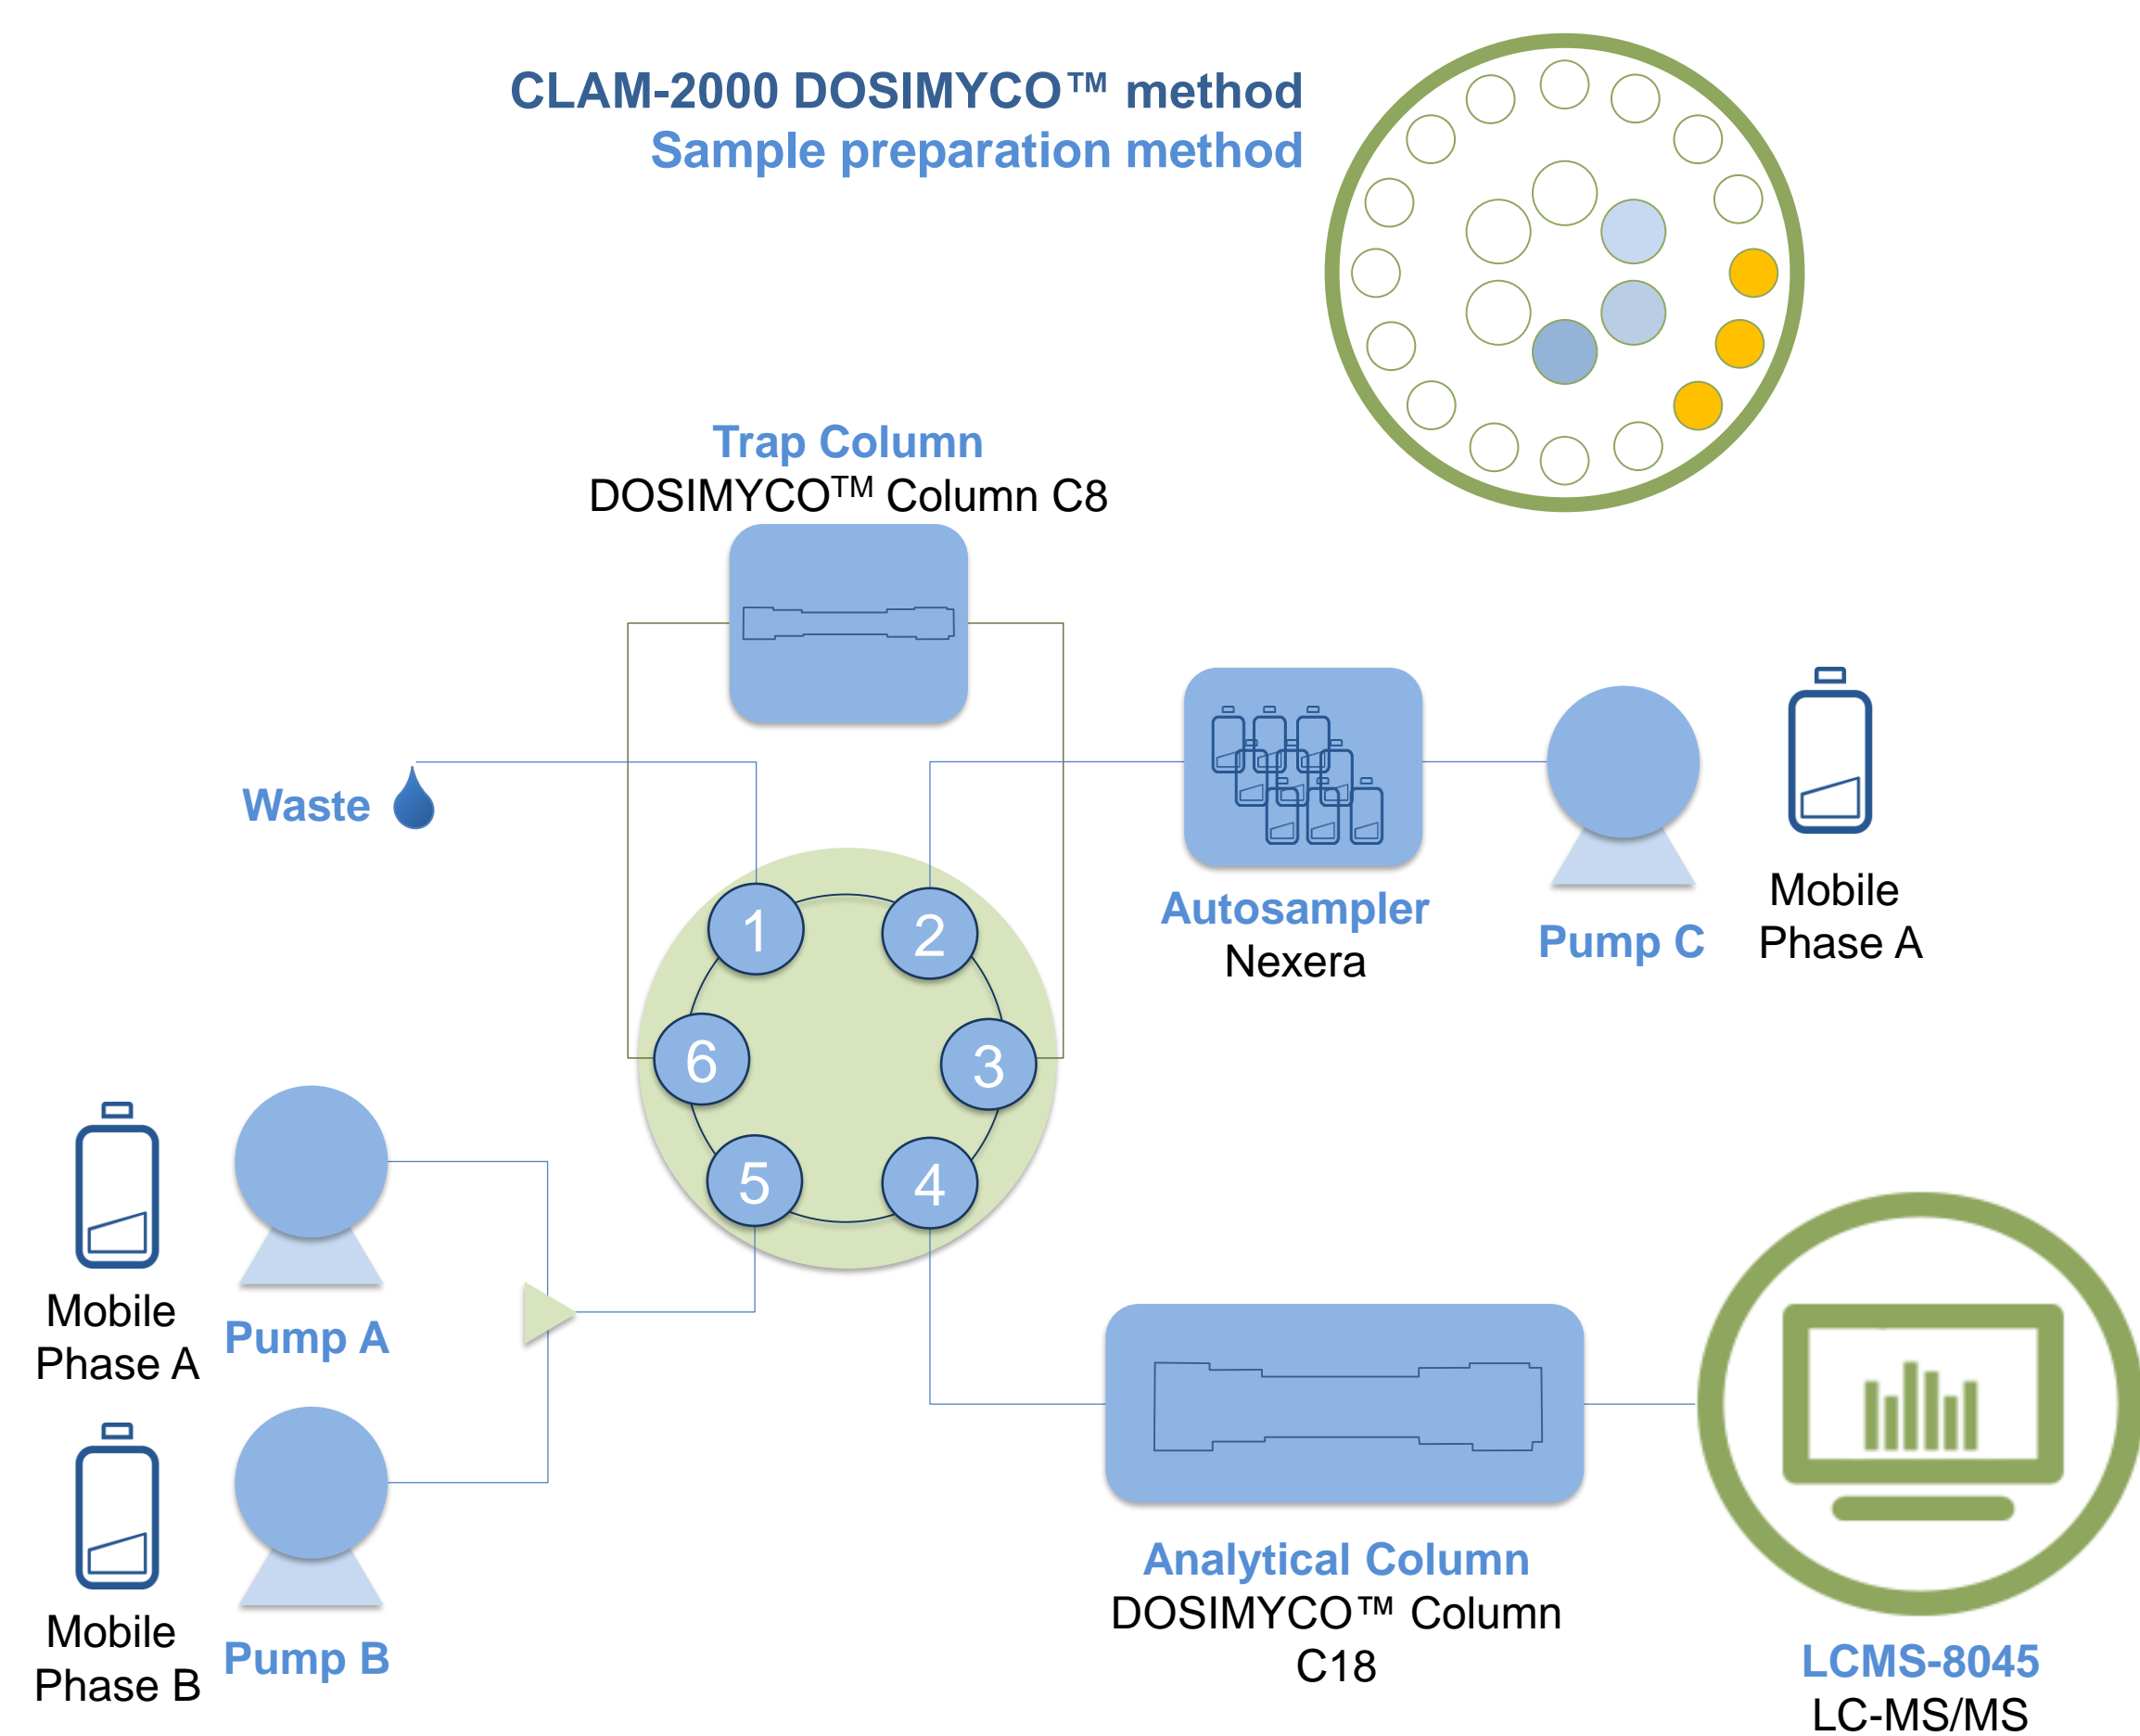 CLAM-2000 DOSIMYCO™ method
Sample preparation method
Trap Column
DOSIMYCO™ Column C8
Waste
Autosampler
Nexera
Pump C
Mobile
Phase A
1
2
6
3
5
4
Mobile
Phase A
Pump A
Mobile
Phase B
Pump B
Analytical Column
DOSIMYCO™ Column
C18
LCMS-8045
LC-MS/MS